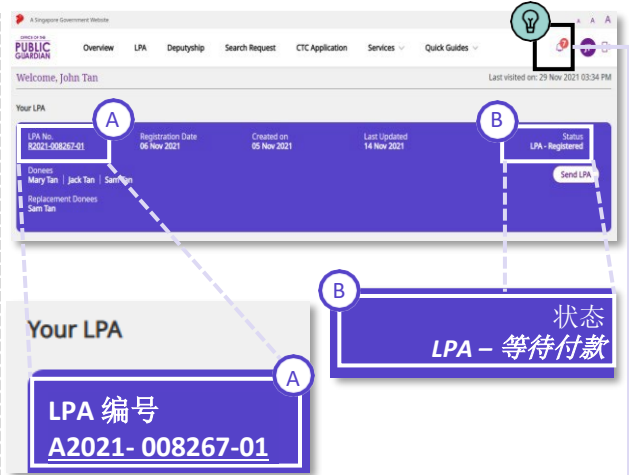 A Singapore Government Website
A A A
OFFICE OF THE
PUBLIC
GUARDIAN
Overview LPA Deputyship Search Request CTC Application Services Quick Guides
7
Welcome, John Tan
Last visited on: 29 Nov 2021 03:34 PM
Your LPA
A
B
LPA No. Registration Date Created on Last Updated Status
R2021-008267-01 06 Nov 2021 05 Nov 2021 14 Nov 2021 LPA - Registered
Donees
Mary Tan | Jack Tan | Sam Tan
Send LPA
Replacement Donees
Sam Tan
B
状态
LPA – 等待付款
Your LPA
A
LPA 编号
A2021- 008267-01